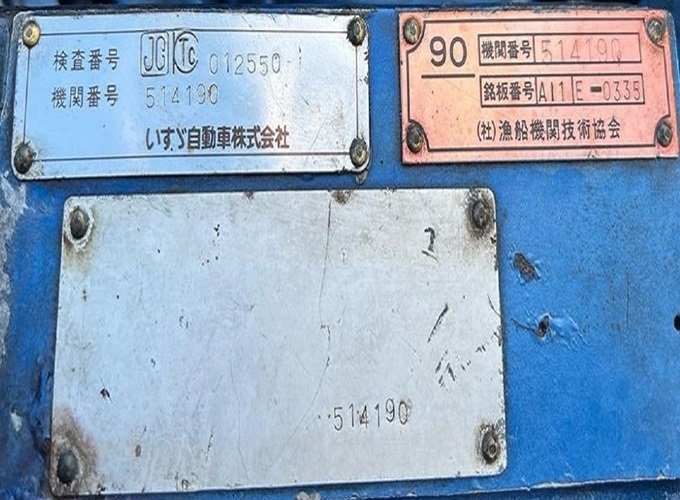 検査番号 JG TC 012550
機関番号 514190
いすゞ自動車株式会社
90 機関番号 514190
銘板番号 A11 E-0335
(社)漁船機関技術協会
514190